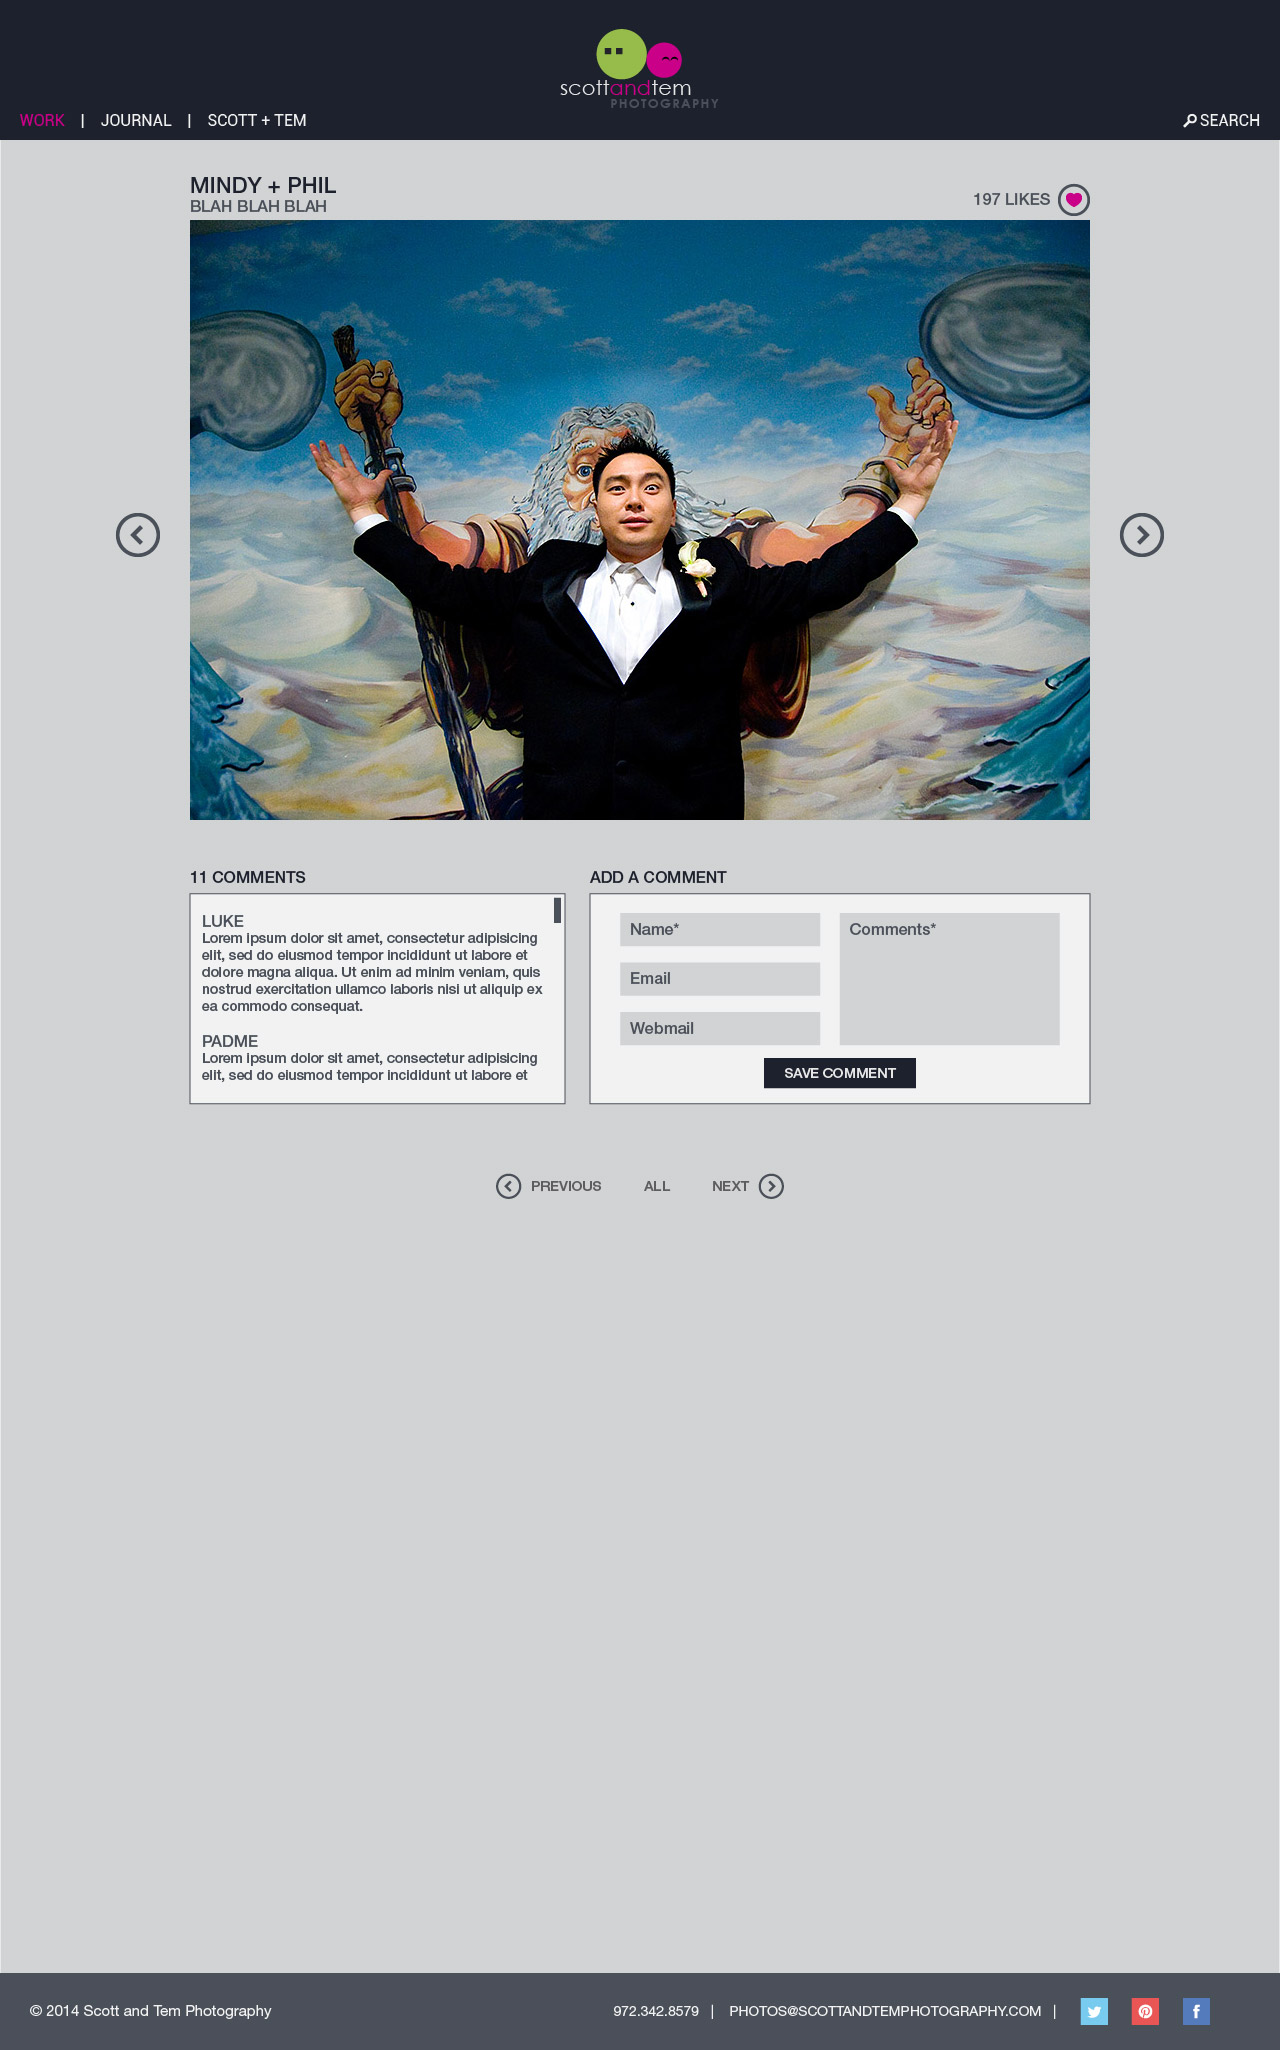 scottandtem
PHOTOGRAPHY
WORK | JOURNAL | SCOTT + TEM
SEARCH
MINDY + PHIL
BLAH BLAH BLAH
197 LIKES
11 COMMENTS
LUKE
Lorem ipsum dolor sit amet, consectetur adipisicing
elit, sed do eiusmod tempor incididunt ut labore et
dolore magna aliqua. Ut enim ad minim veniam, quis
nostrud exercitation ullamco laboris nisi ut aliquip ex
ea commodo consequat.
PADME
Lorem ipsum dolor sit amet, consectetur adipisicing
elit, sed do eiusmod tempor incididunt ut labore et
ADD A COMMENT
Name*
Email
Webmail
Comments*
SAVE COMMENT
PREVIOUS
ALL
NEXT
© 2014 Scott and Tem Photography
972.342.8579 | PHOTOS@SCOTTANDTEMPHOTOGRAPHY.COM |